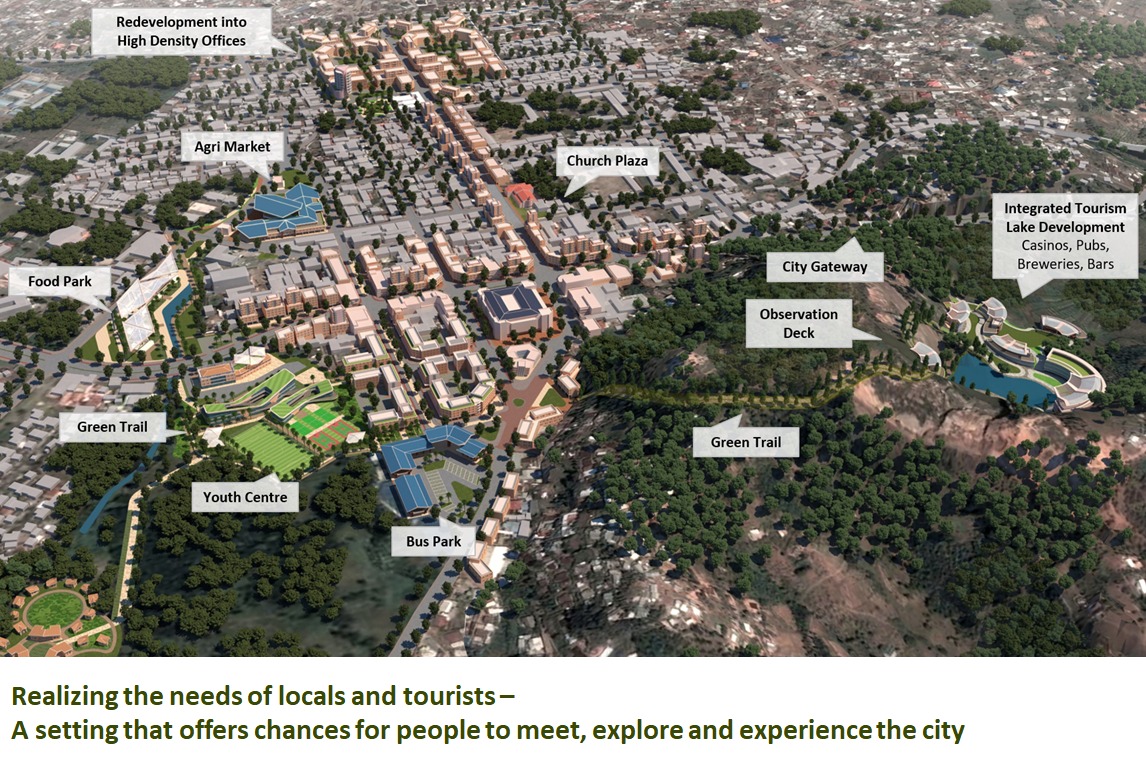 Redevelopment into
High Density Offices
Agri Market
Church Plaza
Integrated Tourism
Lake Development
Casinos, Pubs,
Breweries, Bars
City Gateway
Food Park
Observation
Deck
Green Trail
Green Trail
Youth Centre
Bus Park
Realizing the needs of locals and tourists –
A setting that offers chances for people to meet, explore and experience the city